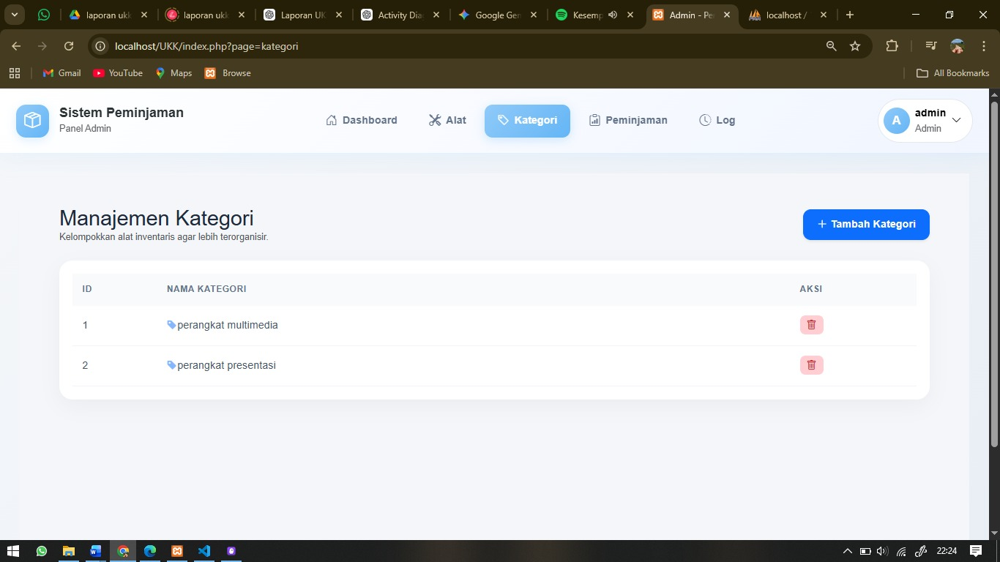 laporan ukk
laporan ukk
Laporan UK
Activity Dia
Google Gen
Kesemp
Admin - Pe
localhost /
localhost/UKK/index.php?page=kategori
Gmail
YouTube
Maps
Browse
All Bookmarks
Sistem Peminjaman
Panel Admin
Dashboard
Alat
Kategori
Peminjaman
Log
A
admin
Admin
Manajemen Kategori
Kelompokkan alat inventaris agar lebih terorganisir.
+ Tambah Kategori
ID NAMA KATEGORI AKSI
1 perangkat multimedia
2 perangkat presentasi
22:24